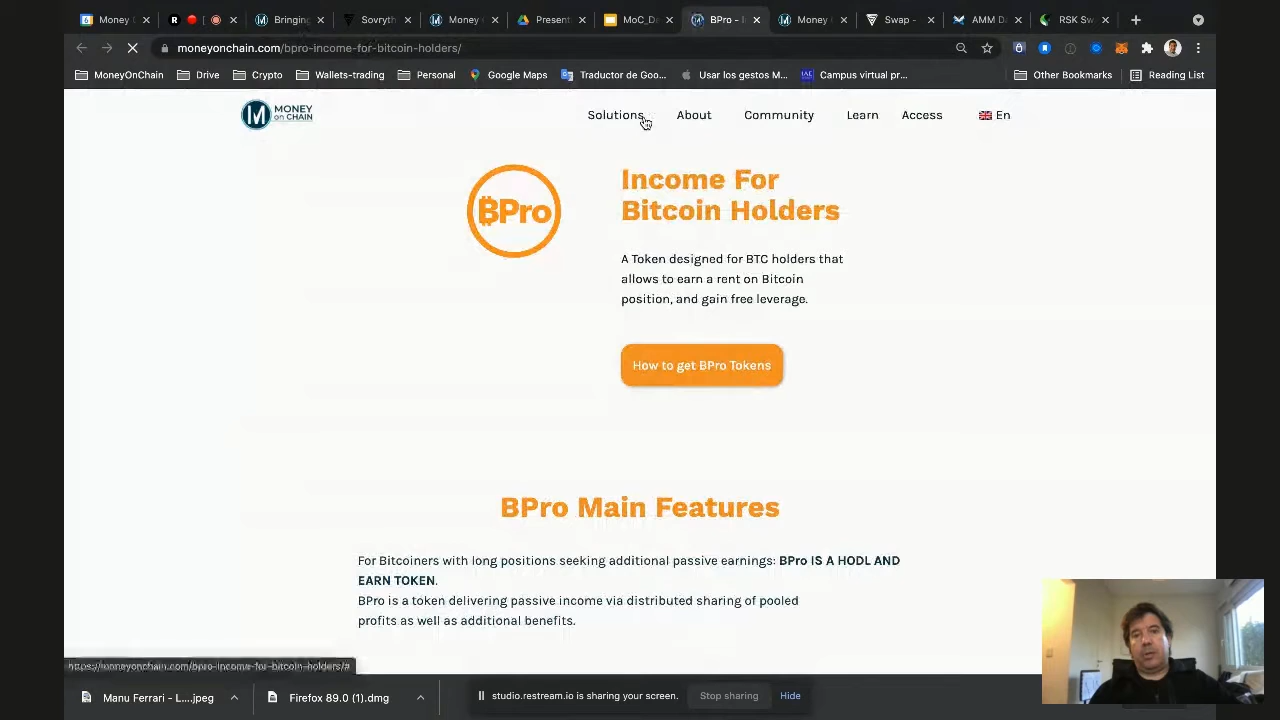 Money (
[
Bringin
Sovryth
Money (
Present
MoC_De
BPro - I
Money (
Swap -
AMM Da
RSK Sw
moneyonchain.com/bpro-income-for-bitcoin-holders/
MoneyOnChain
Drive
Crypto
Wallets-trading
Personal
Google Maps
Traductor de Goo...
Usar los gestos M...
Campus virtual pr...
Other Bookmarks
Reading List
MONEY
on CHAIN
Solutions
About
Community
Learn
Access
En
BPro
Income For
Bitcoin Holders
A Token designed for BTC holders that
allows to earn a rent on Bitcoin
position, and gain free leverage.
How to get BPro Tokens
BPro Main Features
For Bitcoiners with long positions seeking additional passive earnings: BPro IS A HODL AND
EARN TOKEN.
BPro is a token delivering passive income via distributed sharing of pooled
profits as well as additional benefits.
https://moneyonchain.com/bpro-income-for-bitcoin-holders/#
Manu Ferrari - L....jpeg
Firefox 89.0 (1).dmg
studio.restream.io is sharing your screen.
Stop sharing
Hide